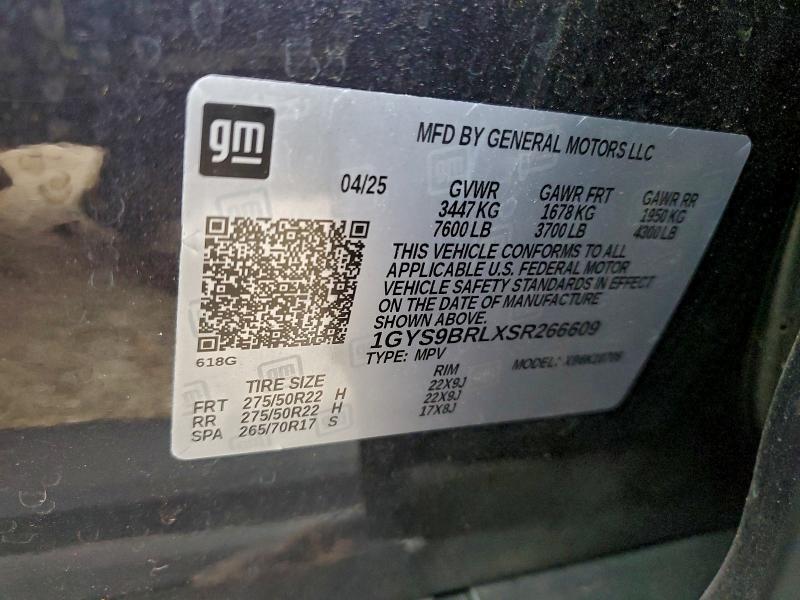 gm
MFD BY GENERAL MOTORS LLC
04/25 GVWR GAWR FRT GAWR RR
3447 KG 1678 KG 1950 KG
7600 LB 3700 LB 4300 LB
THIS VEHICLE CONFORMS TO ALL
APPLICABLE U.S. FEDERAL MOTOR
VEHICLE SAFETY STANDARDS IN EFFECT
ON THE DATE OF MANUFACTURE
SHOWN ABOVE.
1GYS9BRLXSR266609
618G TYPE: MPV MODEL:
TIRE SIZE RIM
FRT 275/50R22 H 22X9J
RR 275/50R22 H 22X9J
SPA 265/70R17 S 17X8J